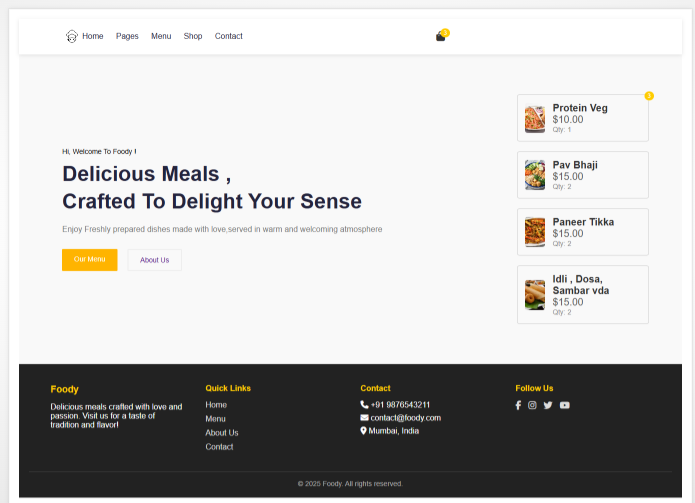 Home Pages Menu Shop Contact
Hi, Welcome To Foody !
Delicious Meals ,
Crafted To Delight Your Sense
Enjoy Freshly prepared dishes made with love,served in warm and welcoming atmosphere
Our Menu About Us
Protein Veg
$10.00
Qty: 1
Pav Bhaji
$15.00
Qty: 2
Paneer Tikka
$15.00
Qty: 2
Idli , Dosa,
Sambar vda
$15.00
Qty: 2
Foody
Delicious meals crafted with love and
passion. Visit us for a taste of
tradition and flavor!
Quick Links
Home
Menu
About Us
Contact
Contact
+91 9876543211
contact@foody.com
Mumbai, India
Follow Us
© 2025 Foody. All rights reserved.